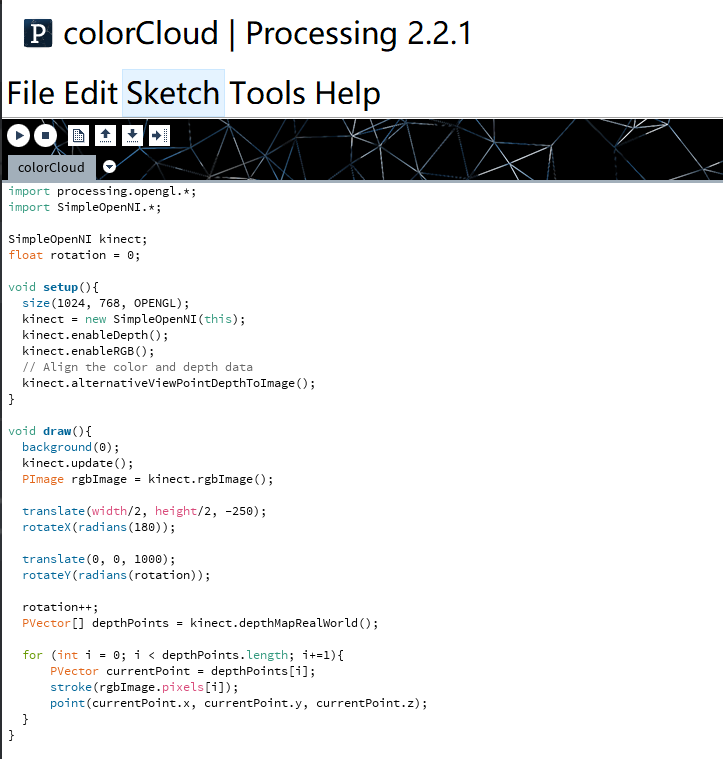 P colorCloud | Processing 2.2.1
File Edit Sketch Tools Help
colorCloud
import processing.opengl.*;
import SimpleOpenNI.*;
SimpleOpenNI kinect;
float rotation = 0;
void setup(){
  size(1024, 768, OPENGL);
  kinect = new SimpleOpenNI(this);
  kinect.enableDepth();
  kinect.enableRGB();
  // Align the color and depth data
  kinect.alternativeViewPointDepthToImage();
}
void draw(){
  background(0);
  kinect.update();
  PImage rgbImage = kinect.rgbImage();
  translate(width/2, height/2, -250);
  rotateX(radians(180));
  translate(0, 0, 1000);
  rotateY(radians(rotation));
  rotation++;
  PVector[] depthPoints = kinect.depthMapRealWorld();
  for (int i = 0; i < depthPoints.length; i+=1){
      PVector currentPoint = depthPoints[i];
      stroke(rgbImage.pixels[i]);
      point(currentPoint.x, currentPoint.y, currentPoint.z);
  }
}